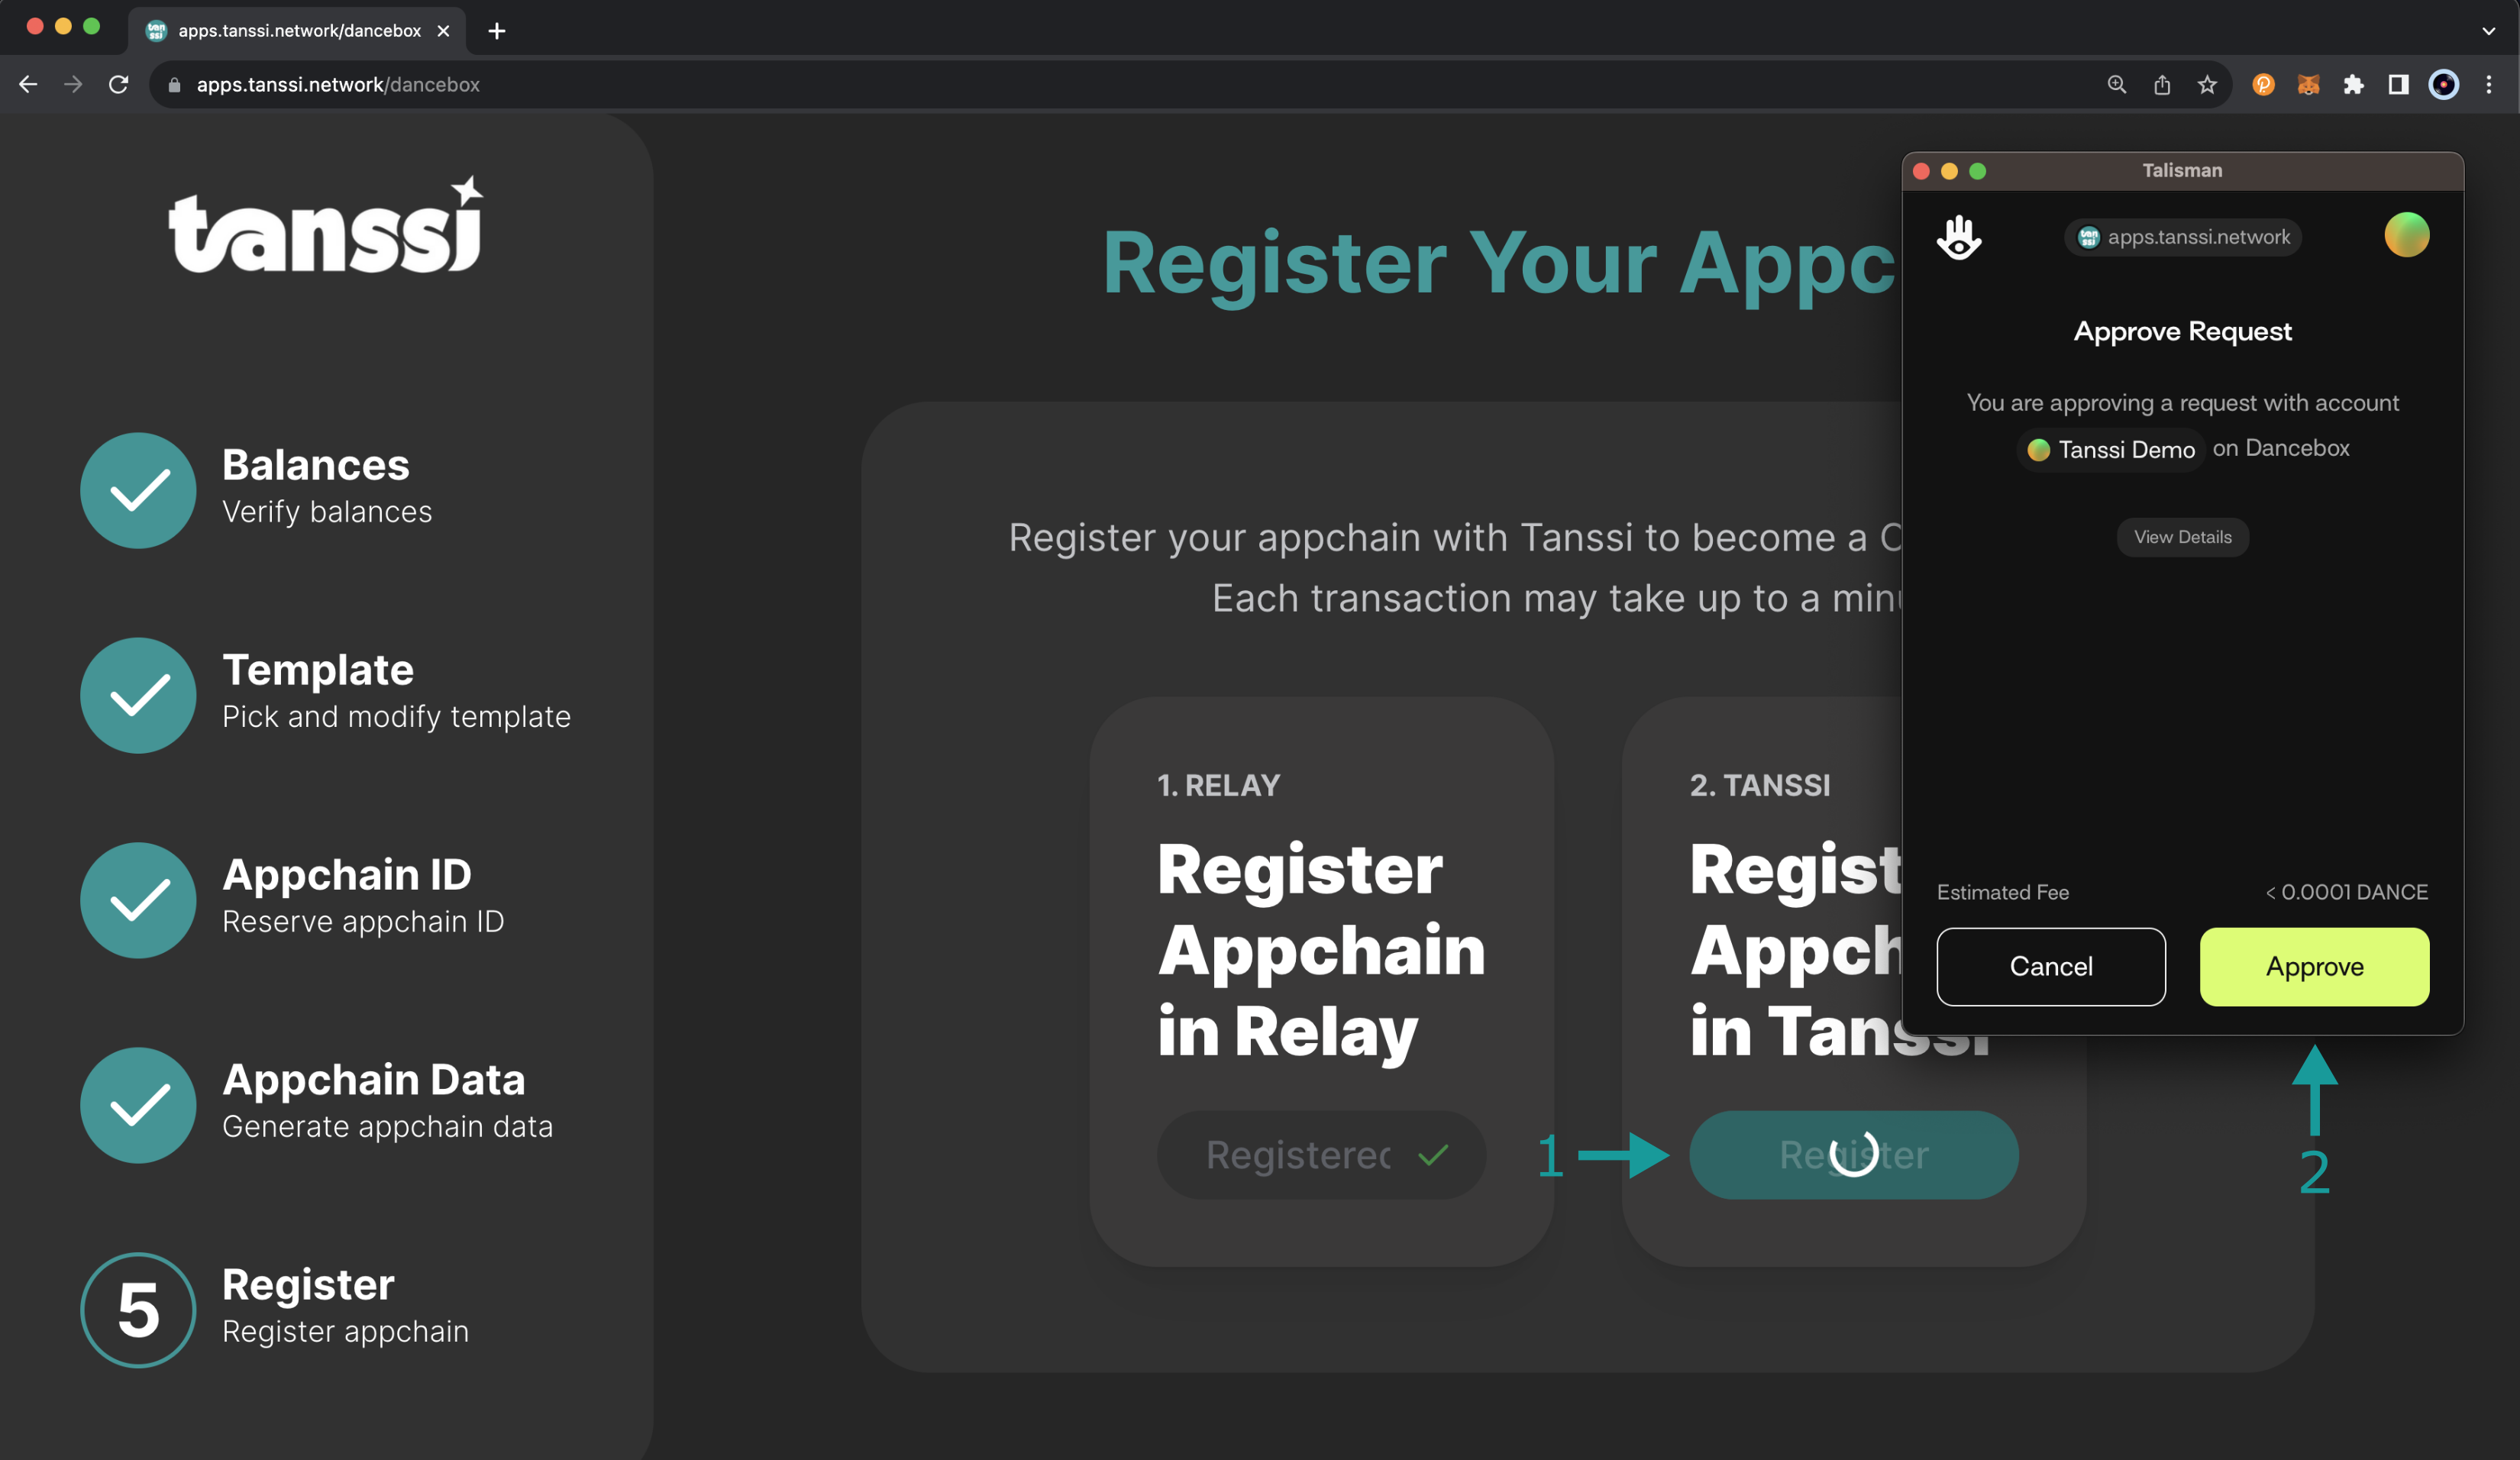 apps.tanssi.network/dancebox
apps.tanssi.network/dancebox
tanssi
Balances
Verify balances
Template
Pick and modify template
Appchain ID
Reserve appchain ID
Appchain Data
Generate appchain data
5
Register
Register appchain
Register Your Appc
Register your appchain with Tanssi to become a C
Each transaction may take up to a minu
1. RELAY
Register
Appchain
in Relay
Registered
2. TANSSI
Regist
Appch
in Tanssi
1
Register
Talisman
apps.tanssi.network
Approve Request
You are approving a request with account
Tanssi Demo on Dancebox
View Details
Estimated Fee < 0.0001 DANCE
Cancel
Approve
2